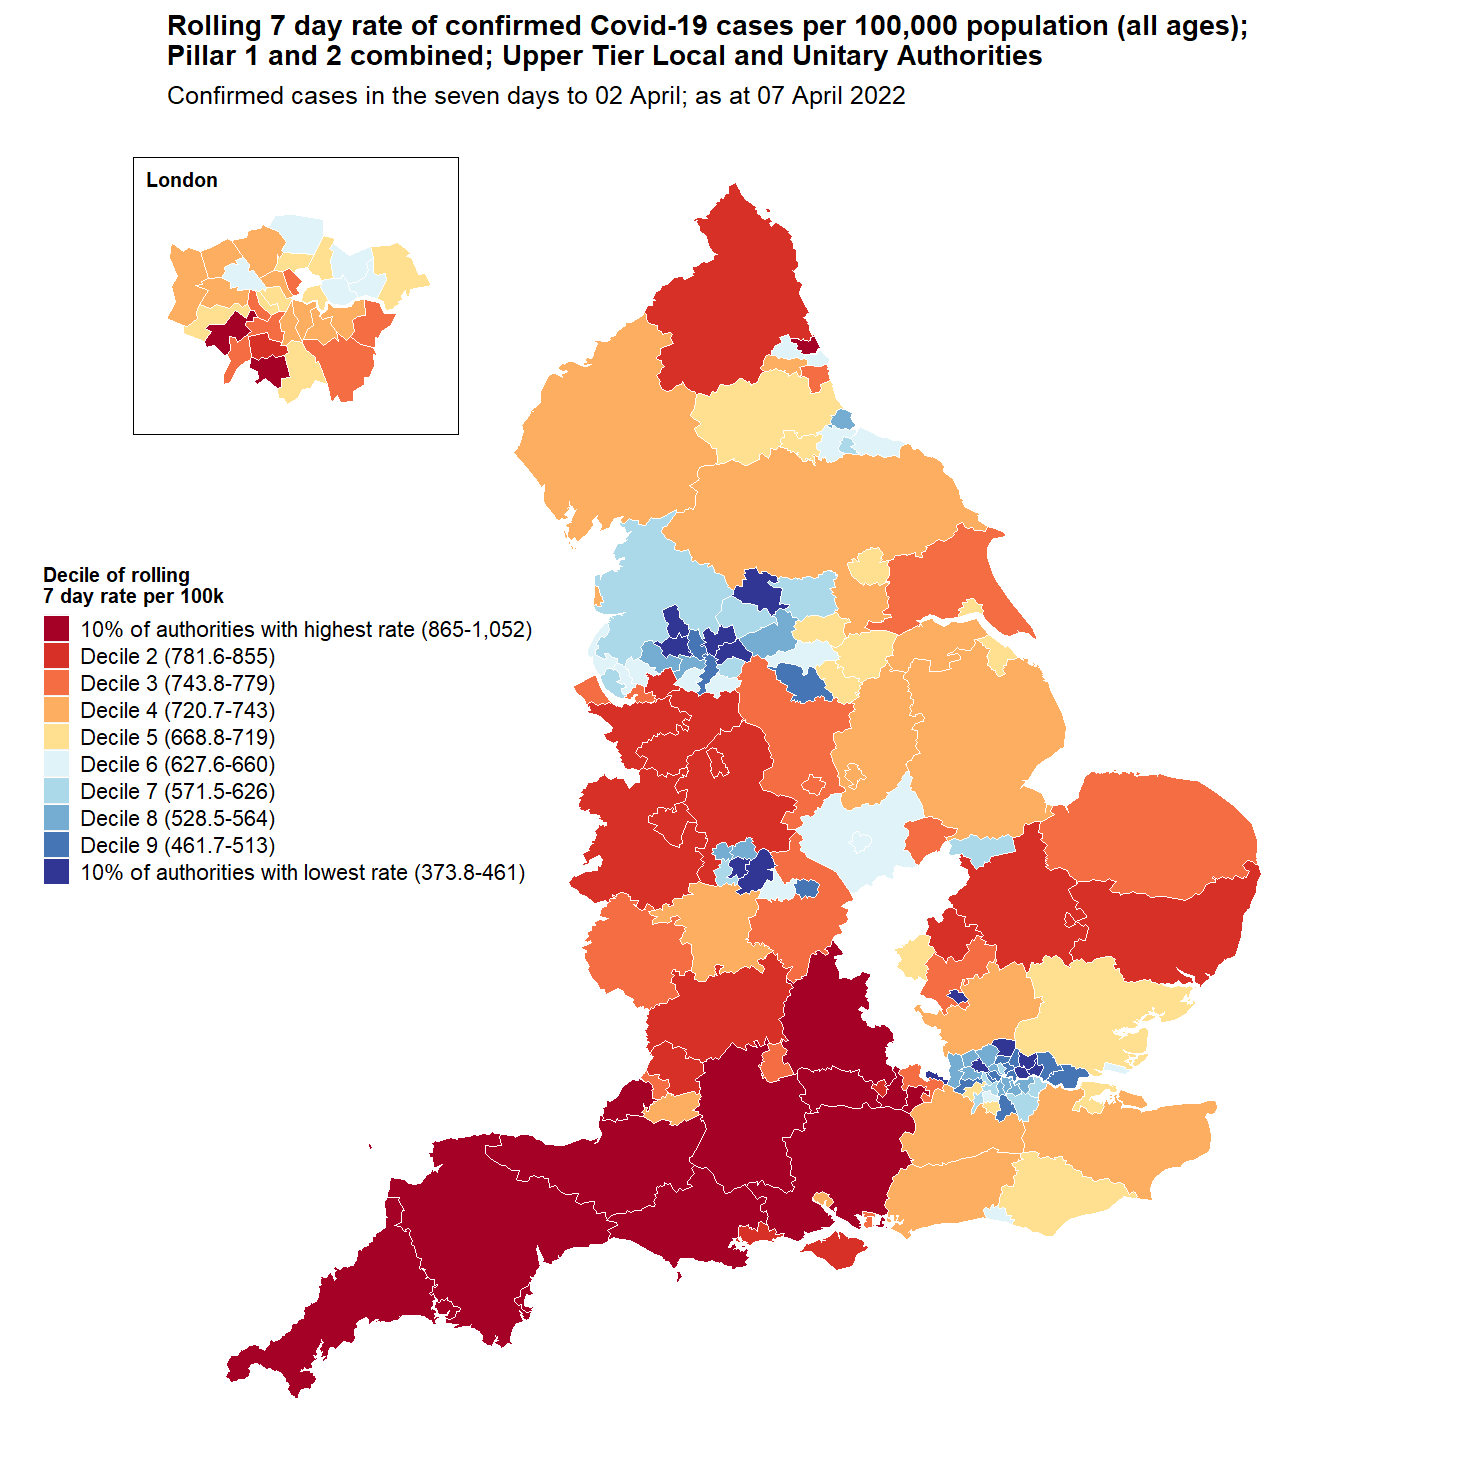 Rolling 7 day rate of confirmed Covid-19 cases per 100,000 population (all ages);
Pillar 1 and 2 combined; Upper Tier Local and Unitary Authorities
Confirmed cases in the seven days to 02 April; as at 07 April 2022
London
Decile of rolling
7 day rate per 100k
10% of authorities with highest rate (865-1,052)
Decile 2 (781.6-855)
Decile 3 (743.8-779)
Decile 4 (720.7-743)
Decile 5 (668.8-719)
Decile 6 (627.6-660)
Decile 7 (571.5-626)
Decile 8 (528.5-564)
Decile 9 (461.7-513)
10% of authorities with lowest rate (373.8-461)